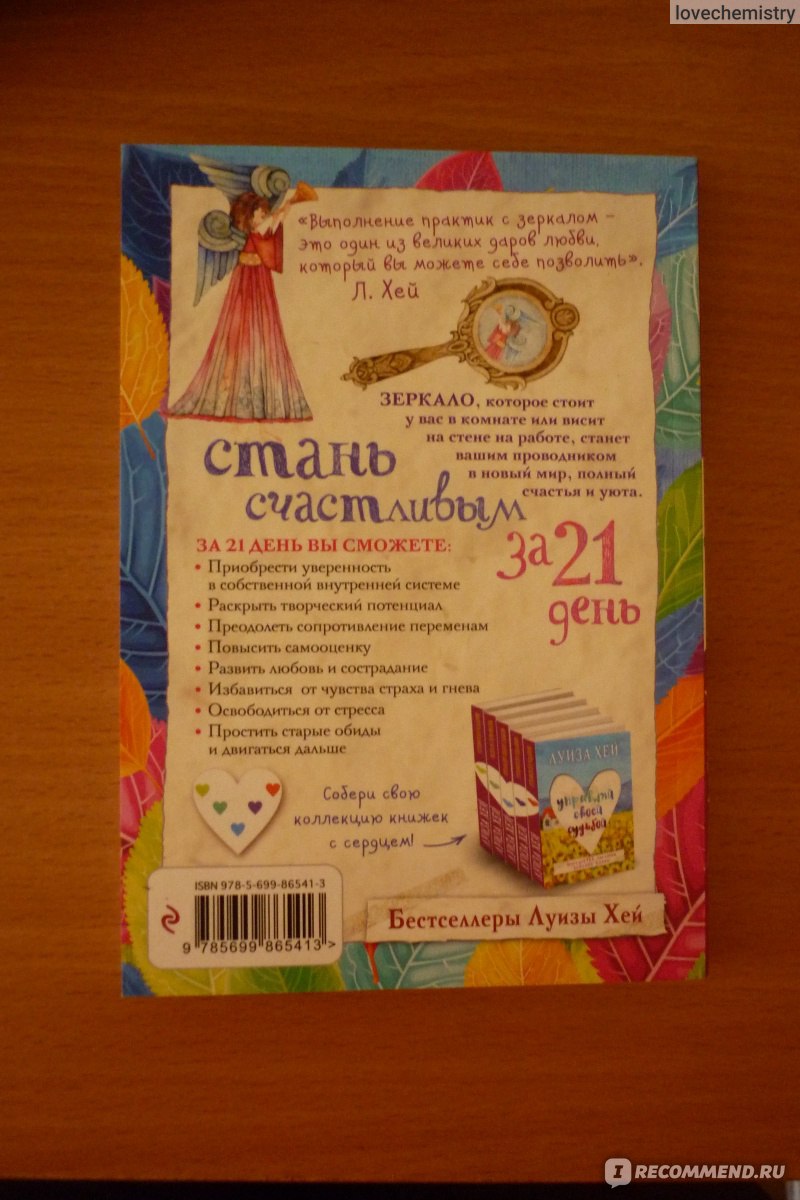 lovechemistry
«Выполнение практик с зеркалом –
это один из великих даров любви,
который вы можете себе позволить».
Л. Хей
ЗЕРКАЛО, которое стоит
у вас в комнате или висит
на стене на работе, станет
вашим проводником
в новый мир, полный
счастья и уюта.
стань
счастливым
за 21
день
ЗА 21 ДЕНЬ ВЫ СМОЖЕТЕ:
• Приобрести уверенность
в собственной внутренней системе
• Раскрыть творческий потенциал
• Преодолеть сопротивление переменам
• Повысить самооценку
• Развить любовь и сострадание
• Избавиться от чувства страха и гнева
• Освободиться от стресса
• Простить старые обиды
и двигаться дальше
Собери свою
коллекцию книжек
с сердцем!
ЛУИЗА ХЕЙ
управляй
своей
судьбой
ISBN 978-5-699-86541-3
9 785699 865413 >
Бестселлеры Луизы Хей
I RECOMMEND.RU